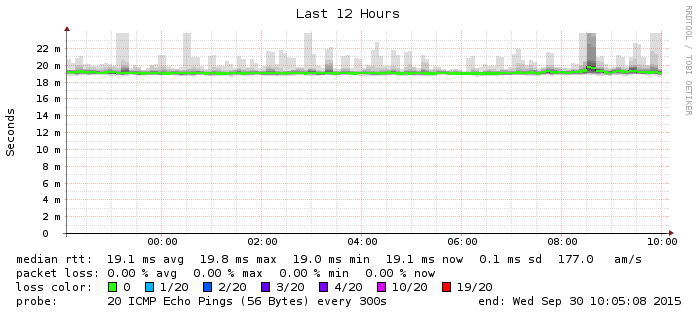 Last 12 Hours
RRDTOOL / TOBI OETIKER
Seconds
22 m
20 m
18 m
16 m
14 m
12 m
10 m
8 m
6 m
4 m
2 m
0
00:00 02:00 04:00 06:00 08:00 10:00
median rtt: 19.1 ms avg 19.8 ms max 19.0 ms min 19.1 ms now 0.1 ms sd 177.0 am/s
packet loss: 0.00 % avg 0.00 % max 0.00 % min 0.00 % now
loss color: 0 1/20 2/20 3/20 4/20 10/20 19/20
probe: 20 ICMP Echo Pings (56 Bytes) every 300s end: Wed Sep 30 10:05:08 2015